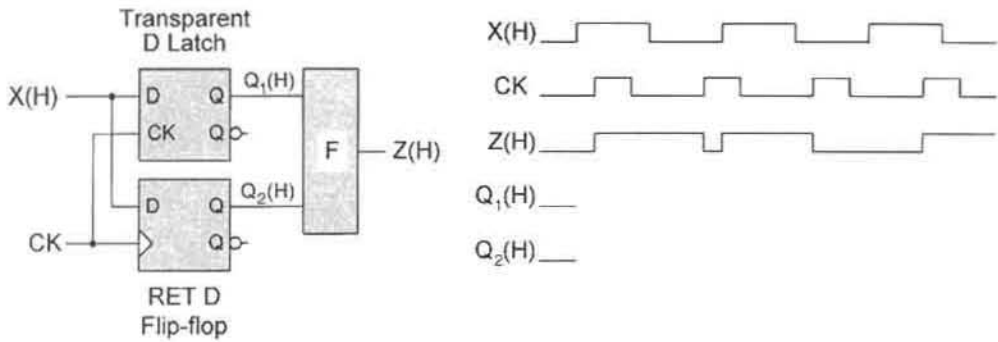 Transparent
D Latch
X(H)
D
Q
Q₁(H)
CK
Q
F
Z(H)
D
Q
Q₂(H)
CK
Q
RET D
Flip-flop
X(H)
CK
Z(H)
Q₁(H)
Q₂(H)